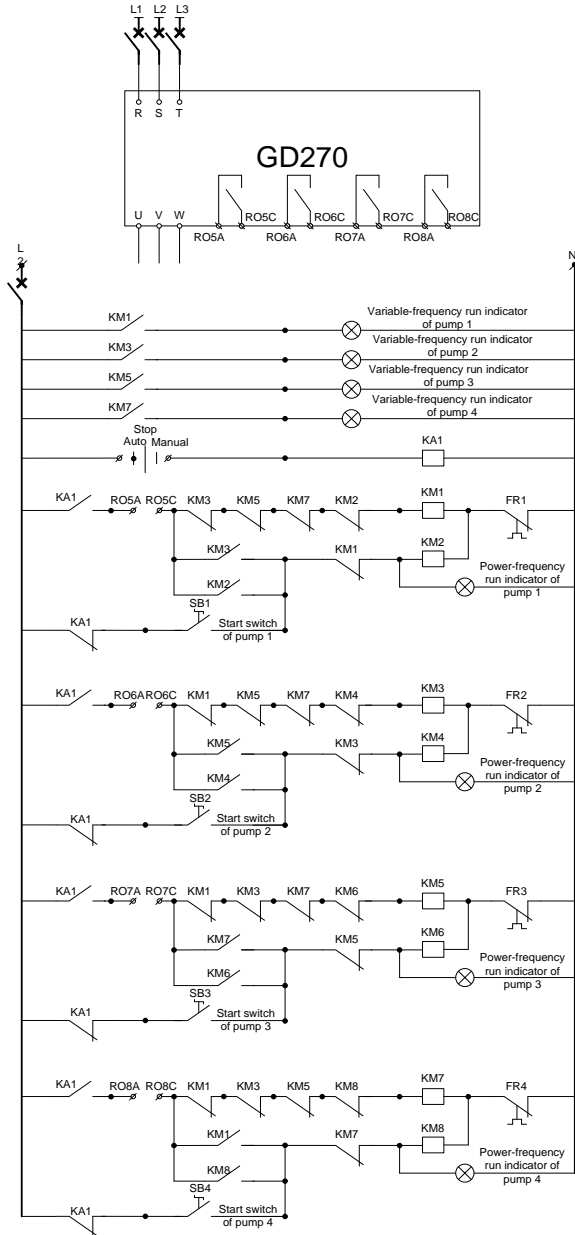 L1 L2 L3
R S T
GD270
RO5C RO6C RO7C RO8C
U V W
RO5A RO6A RO7A RO8A
L
2
N
KM1
Variable-frequency run indicator
of pump 1
KM3
Variable-frequency run indicator
of pump 2
KM5
Variable-frequency run indicator
of pump 3
KM7
Variable-frequency run indicator
of pump 4
Stop
Auto Manual
KA1
KA1 RO5A RO5C KM3 KM5 KM7 KM2 KM1 FR1
KM3 KM1 KM2
KM2
Power-frequency
run indicator of
pump 1
KA1
SB1
Start switch
of pump 1
KA1 RO6A RO6C KM1 KM5 KM7 KM4 KM3 FR2
KM5 KM3 KM4
KM4
Power-frequency
run indicator of
pump 2
KA1
SB2
Start switch
of pump 2
KA1 RO7A RO7C KM1 KM3 KM7 KM6 KM5 FR3
KM7 KM5 KM6
KM6
Power-frequency
run indicator of
pump 3
KA1
SB3
Start switch
of pump 3
KA1 RO8A RO8C KM1 KM3 KM5 KM8 KM7 FR4
KM1 KM7 KM8
KM8
Power-frequency
run indicator of
pump 4
KA1
SB4
Start switch
of pump 4